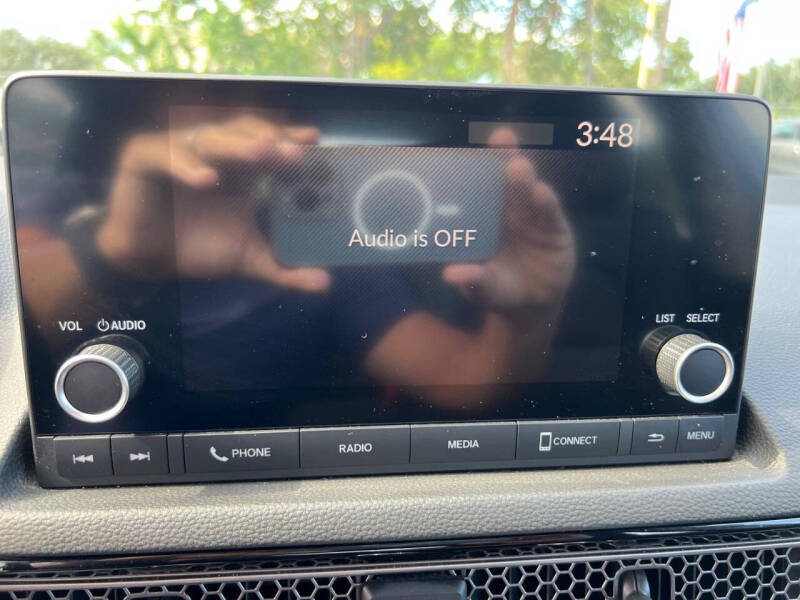 3:48
Audio is OFF
VOL AUDIO
LIST SELECT
PHONE RADIO MEDIA CONNECT MENU